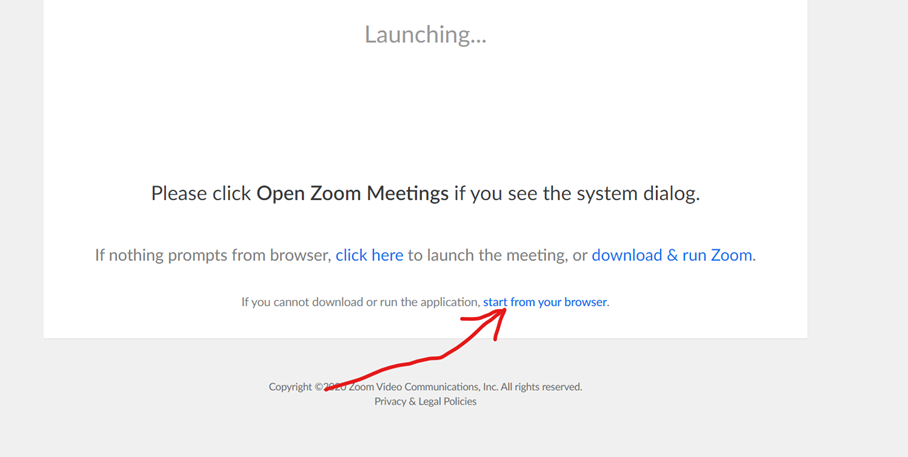 Launching...
Please click Open Zoom Meetings if you see the system dialog.
If nothing prompts from browser, click here to launch the meeting, or download & run Zoom.
If you cannot download or run the application, start from your browser.
Copyright ©2020 Zoom Video Communications, Inc. All rights reserved.
Privacy & Legal Policies